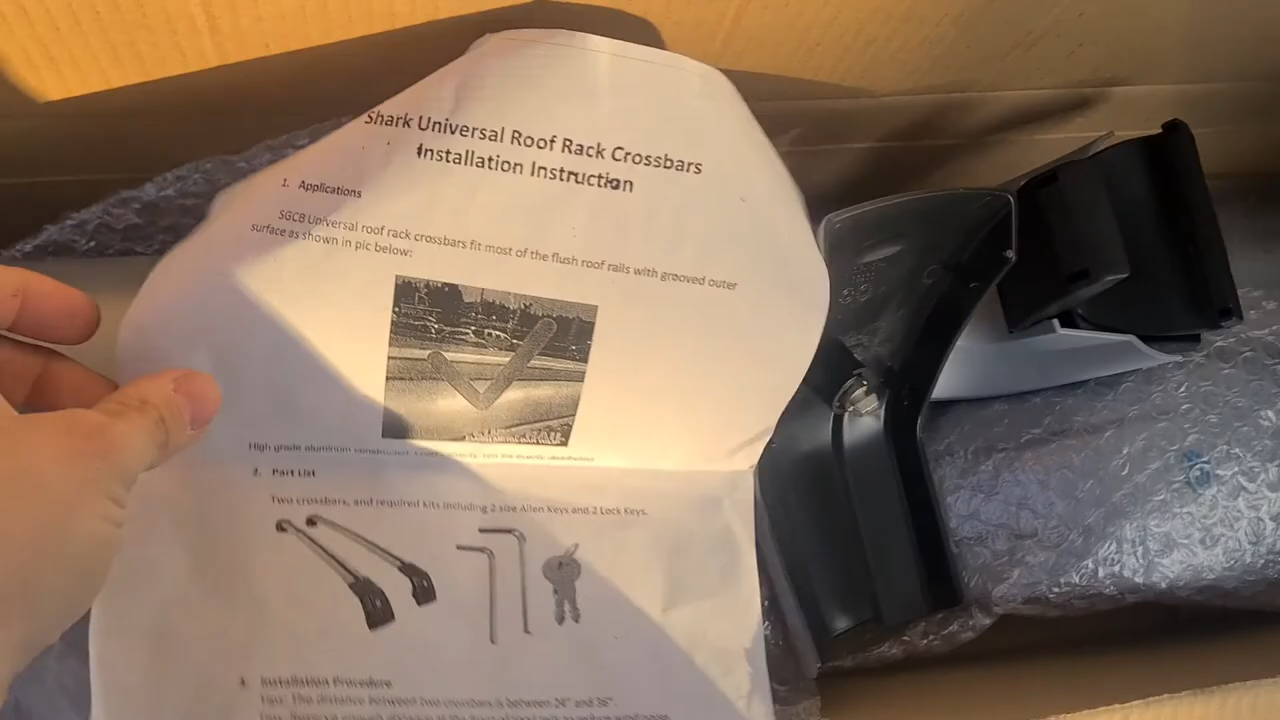 Shark Universal Roof Rack Crossbars
Installation Instruction
1. Applications
SGCB Universal roof rack crossbars fit most of the flush roof rails with grooved outer
surface as shown in pic below:
High grade aluminum constructed.
2. Part List
Two crossbars, and required kits including 2 size Allen Keys and 2 Lock Keys.
Installation Procedure
Tips: The distance between two crossbars is between 24" and 36".